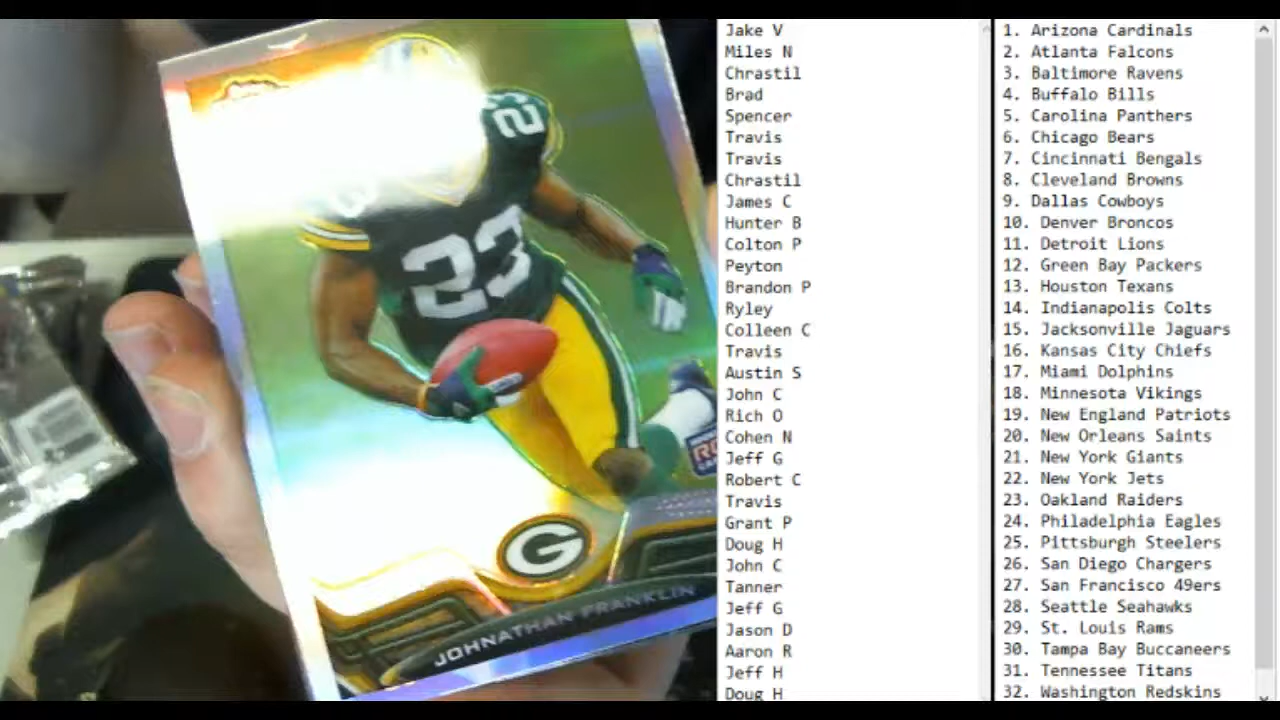 23
23
G
JOHNATHAN FRANKLIN
Jake V
Miles N
Chrastil
Brad
Spencer
Travis
Travis
Chrastil
James C
Hunter B
Colton P
Peyton
Brandon P
Ryley
Colleen C
Travis
Austin S
John C
Rich O
Cohen N
Jeff G
Robert C
Travis
Grant P
Doug H
John C
Tanner
Jeff G
Jason D
Aaron R
Jeff H
Doug H
1. Arizona Cardinals
2. Atlanta Falcons
3. Baltimore Ravens
4. Buffalo Bills
5. Carolina Panthers
6. Chicago Bears
7. Cincinnati Bengals
8. Cleveland Browns
9. Dallas Cowboys
10. Denver Broncos
11. Detroit Lions
12. Green Bay Packers
13. Houston Texans
14. Indianapolis Colts
15. Jacksonville Jaguars
16. Kansas City Chiefs
17. Miami Dolphins
18. Minnesota Vikings
19. New England Patriots
20. New Orleans Saints
21. New York Giants
22. New York Jets
23. Oakland Raiders
24. Philadelphia Eagles
25. Pittsburgh Steelers
26. San Diego Chargers
27. San Francisco 49ers
28. Seattle Seahawks
29. St. Louis Rams
30. Tampa Bay Buccaneers
31. Tennessee Titans
32. Washington Redskins